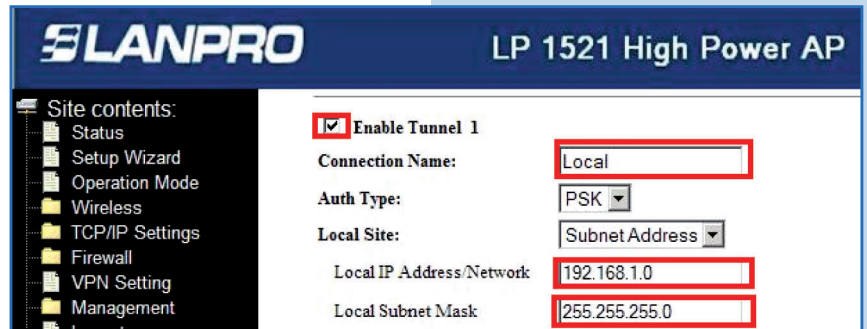 LANPRO
LP 1521 High Power AP
Site contents:
Status
Setup Wizard
Operation Mode
Wireless
TCP/IP Settings
Firewall
VPN Setting
Management
Enable Tunnel 1
Connection Name: Local
Auth Type: PSK
Local Site: Subnet Address
Local IP Address/Network 192.168.1.0
Local Subnet Mask 255.255.255.0